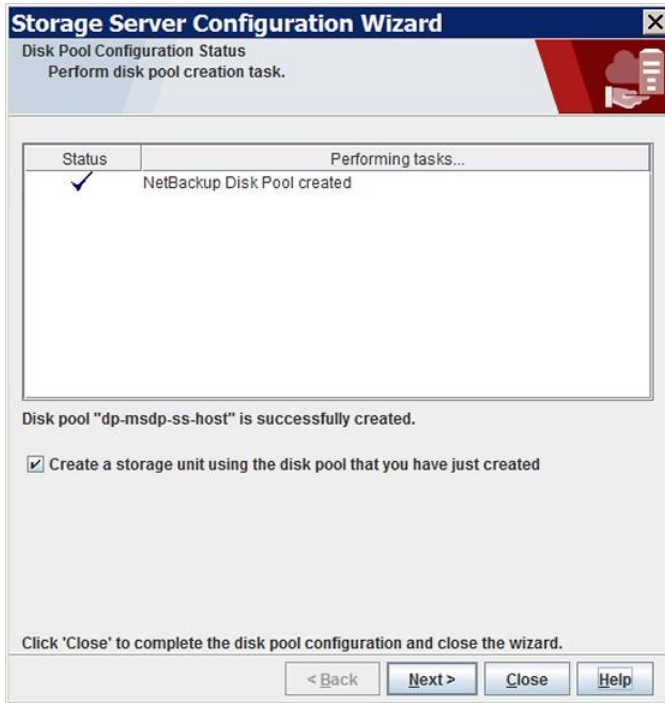 Storage Server Configuration Wizard
Disk Pool Configuration Status
Perform disk pool creation task.
Status
Performing tasks...
NetBackup Disk Pool created
Disk pool "dp-msdp-ss-host" is successfully created.
Create a storage unit using the disk pool that you have just created
Click 'Close' to complete the disk pool configuration and close the wizard.
< Back
Next >
Close
Help